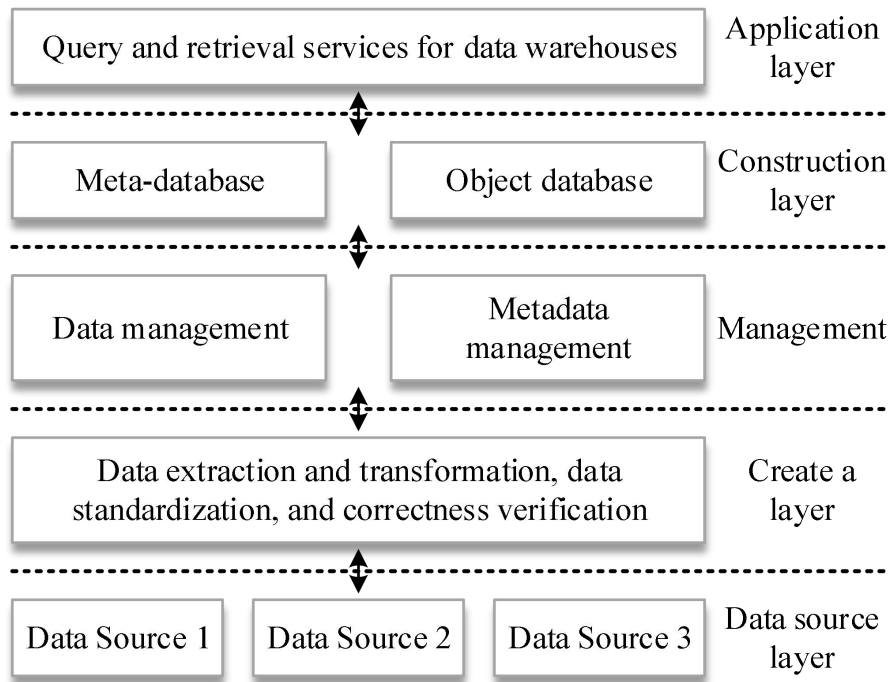 Query and retrieval services for data warehouses
Application
layer
Meta-database
Object database
Construction
layer
Data management
Metadata
management
Management
Data extraction and transformation, data
standardization, and correctness verification
Create a
layer
Data Source 1
Data Source 2
Data Source 3
Data source
layer